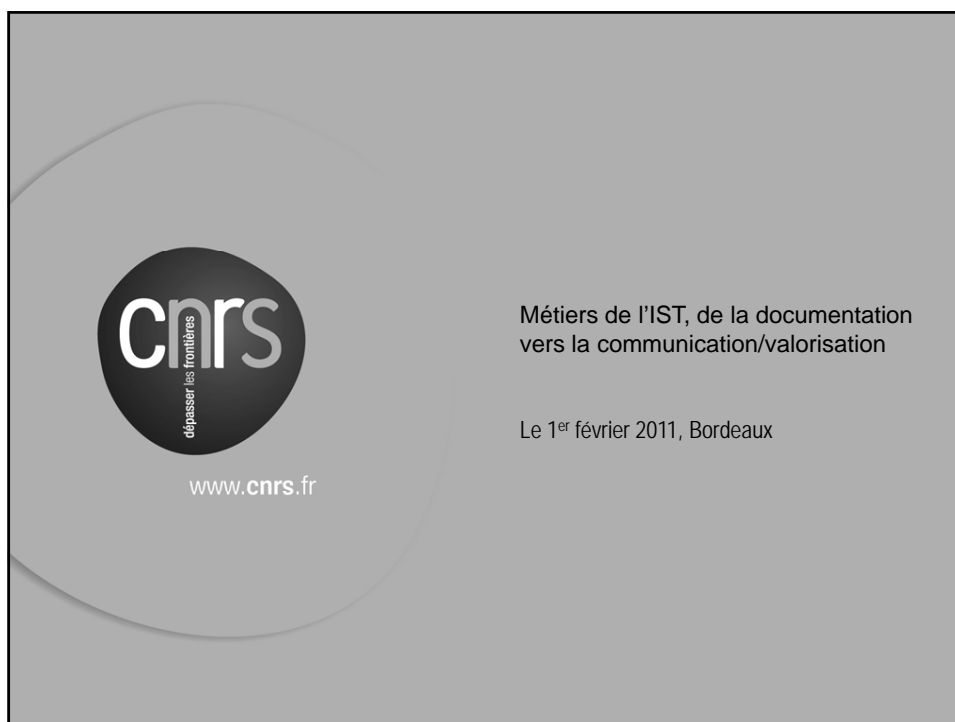 cnrs
dépasser les frontières
www.cnrs.fr
Métiers de l'IST, de la documentation
vers la communication/valorisation
Le 1er février 2011, Bordeaux